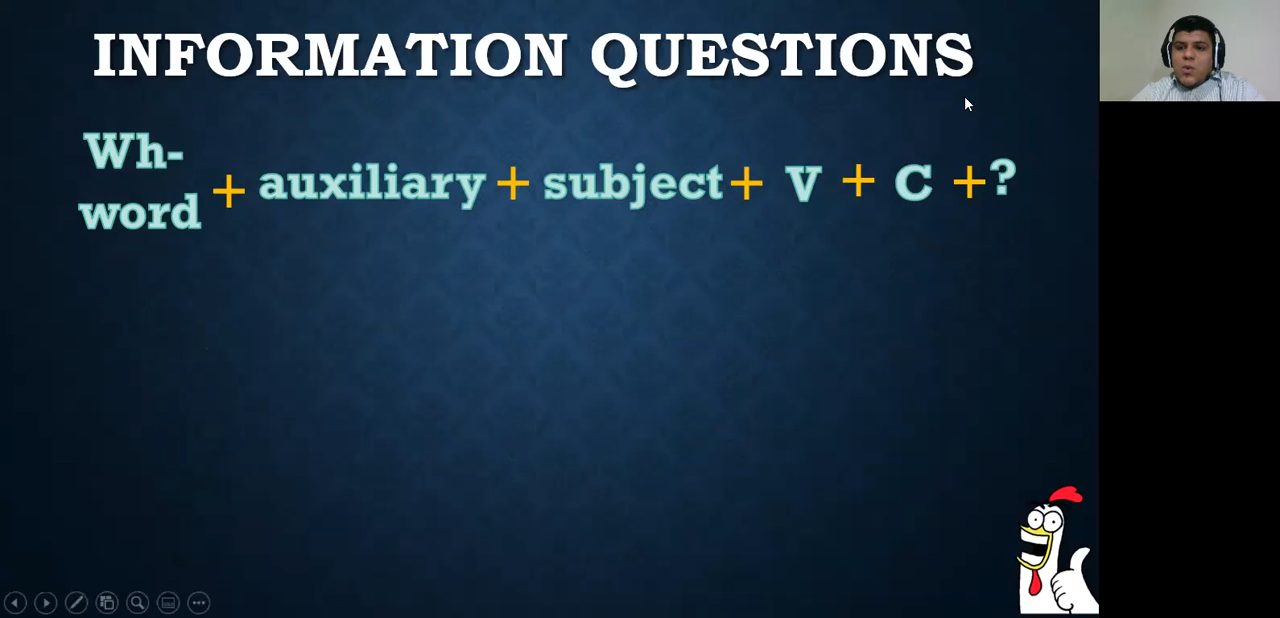 INFORMATION QUESTIONS
Wh-
word + auxiliary + subject + V + C + ?